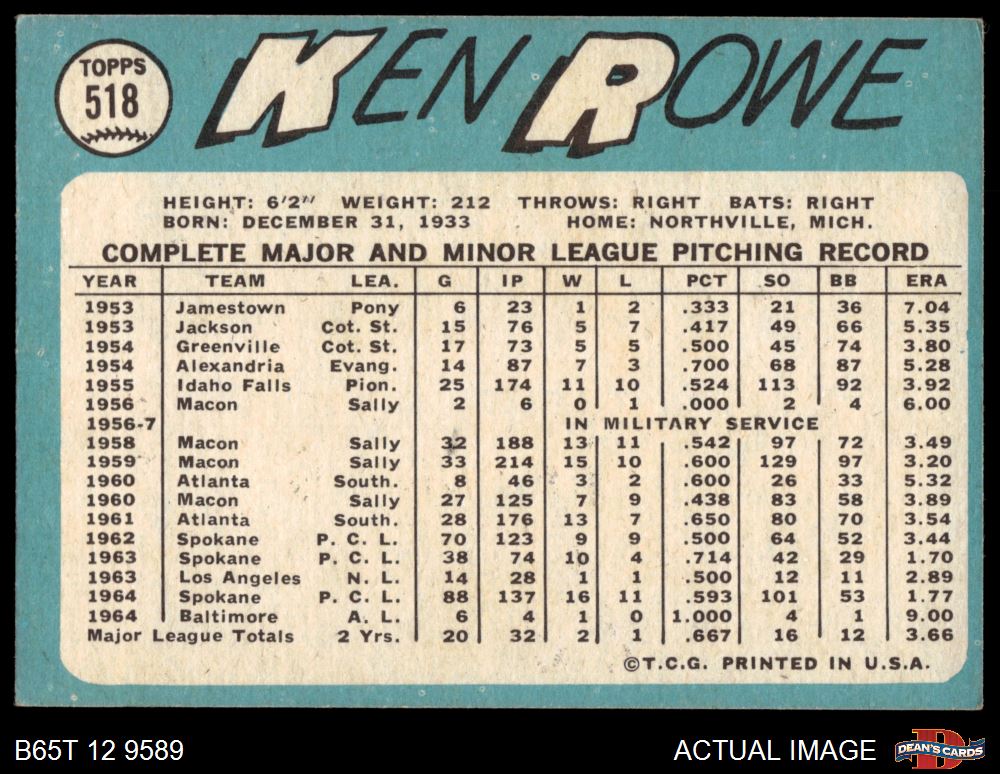 TOPPS
518
KEN ROWE
HEIGHT: 6'2" WEIGHT: 212 THROWS: RIGHT BATS: RIGHT
BORN: DECEMBER 31, 1933 HOME: NORTHVILLE, MICH.
COMPLETE MAJOR AND MINOR LEAGUE PITCHING RECORD
YEAR TEAM LEA. G IP W L PCT SO BB ERA
1953 Jamestown Pony 6 23 1 2 .333 21 36 7.04
1953 Jackson Cot. St. 15 76 5 7 .417 49 66 5.35
1954 Greenville Cot. St. 17 73 5 5 .500 45 74 3.80
1954 Alexandria Evang. 14 87 7 3 .700 68 87 5.28
1955 Idaho Falls Pion. 25 174 11 10 .524 113 92 3.92
1956 Macon Sally 2 6 0 1 .000 2 4 6.00
1956-7 IN MILITARY SERVICE
1958 Macon Sally 32 188 13 11 .542 97 72 3.49
1959 Macon Sally 33 214 15 10 .600 129 97 3.20
1960 Atlanta South. 8 46 3 2 .600 26 33 5.32
1960 Macon Sally 27 125 7 9 .438 83 58 3.89
1961 Atlanta South. 28 176 13 7 .650 80 70 3.54
1962 Spokane P. C. L. 70 123 9 9 .500 64 52 3.44
1963 Spokane P. C. L. 38 74 10 4 .714 42 29 1.70
1963 Los Angeles N. L. 14 28 1 1 .500 12 11 2.89
1964 Spokane P. C. L. 88 137 16 11 .593 101 53 1.77
1964 Baltimore A. L. 6 4 1 0 1.000 4 1 9.00
Major League Totals 2 Yrs. 20 32 2 1 .667 16 12 3.66
©T.C.G. PRINTED IN U.S.A.
B65T 12 9589 ACTUAL IMAGE DEAN'S CARDS